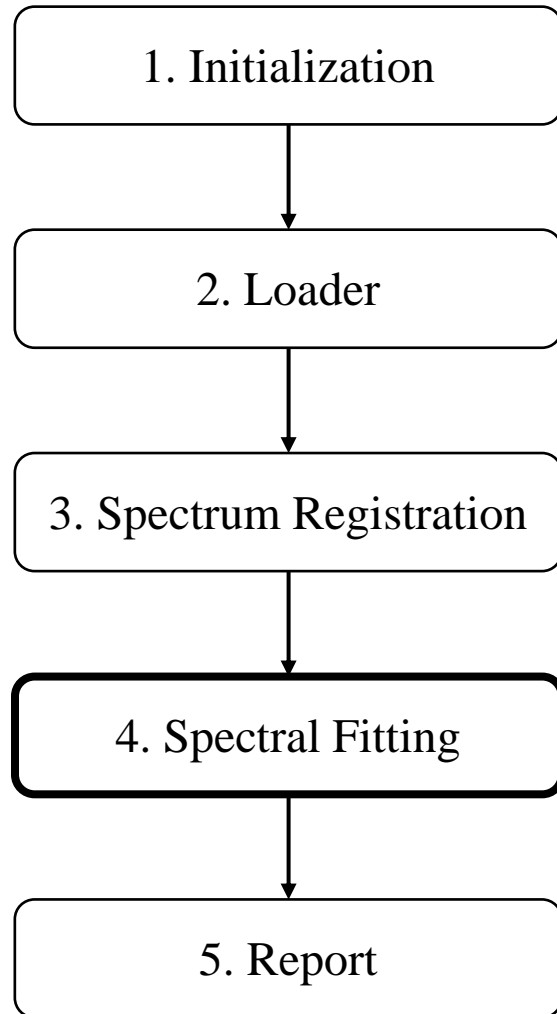 1. Initialization
2. Loader
3. Spectrum Registration
4. Spectral Fitting
5. Report